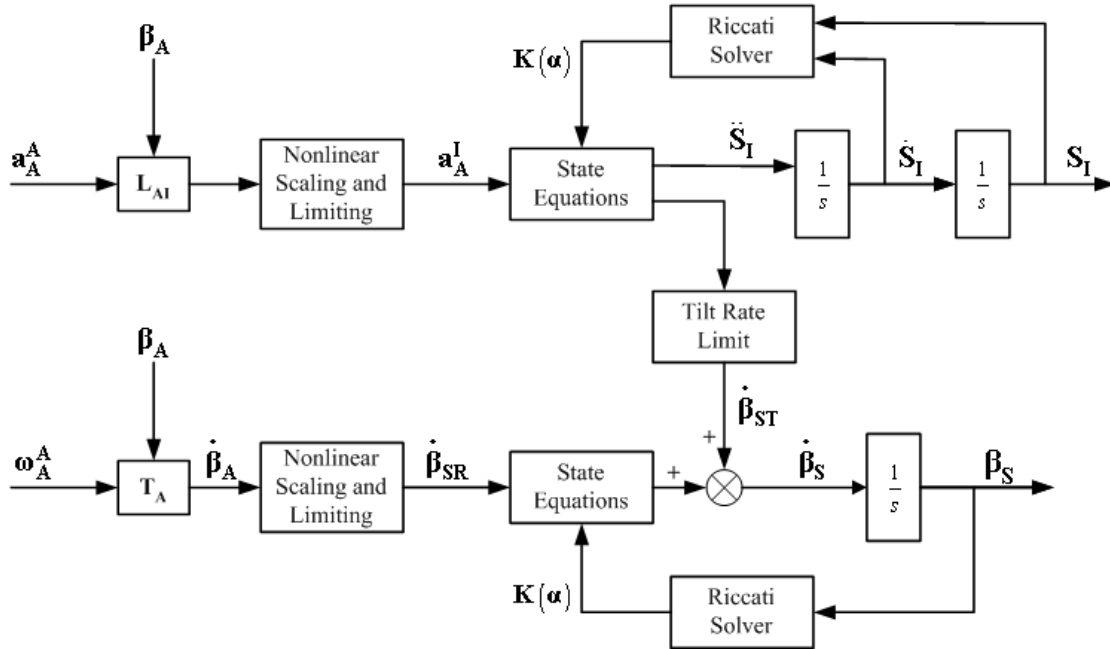 β_A
a_A^A
L_AI
Nonlinear
Scaling and
Limiting
a_A^I
K(α)
State
Equations
Riccati
Solver
S̈_I
1/s
Ṡ_I
1/s
S_I
Tilt Rate
Limit
β̇_ST
+
β_A
ω_A^A
T_A
β̇_A
Nonlinear
Scaling and
Limiting
β̇_SR
State
Equations
+
β̇_S
1/s
β_S
K(α)
Riccati
Solver